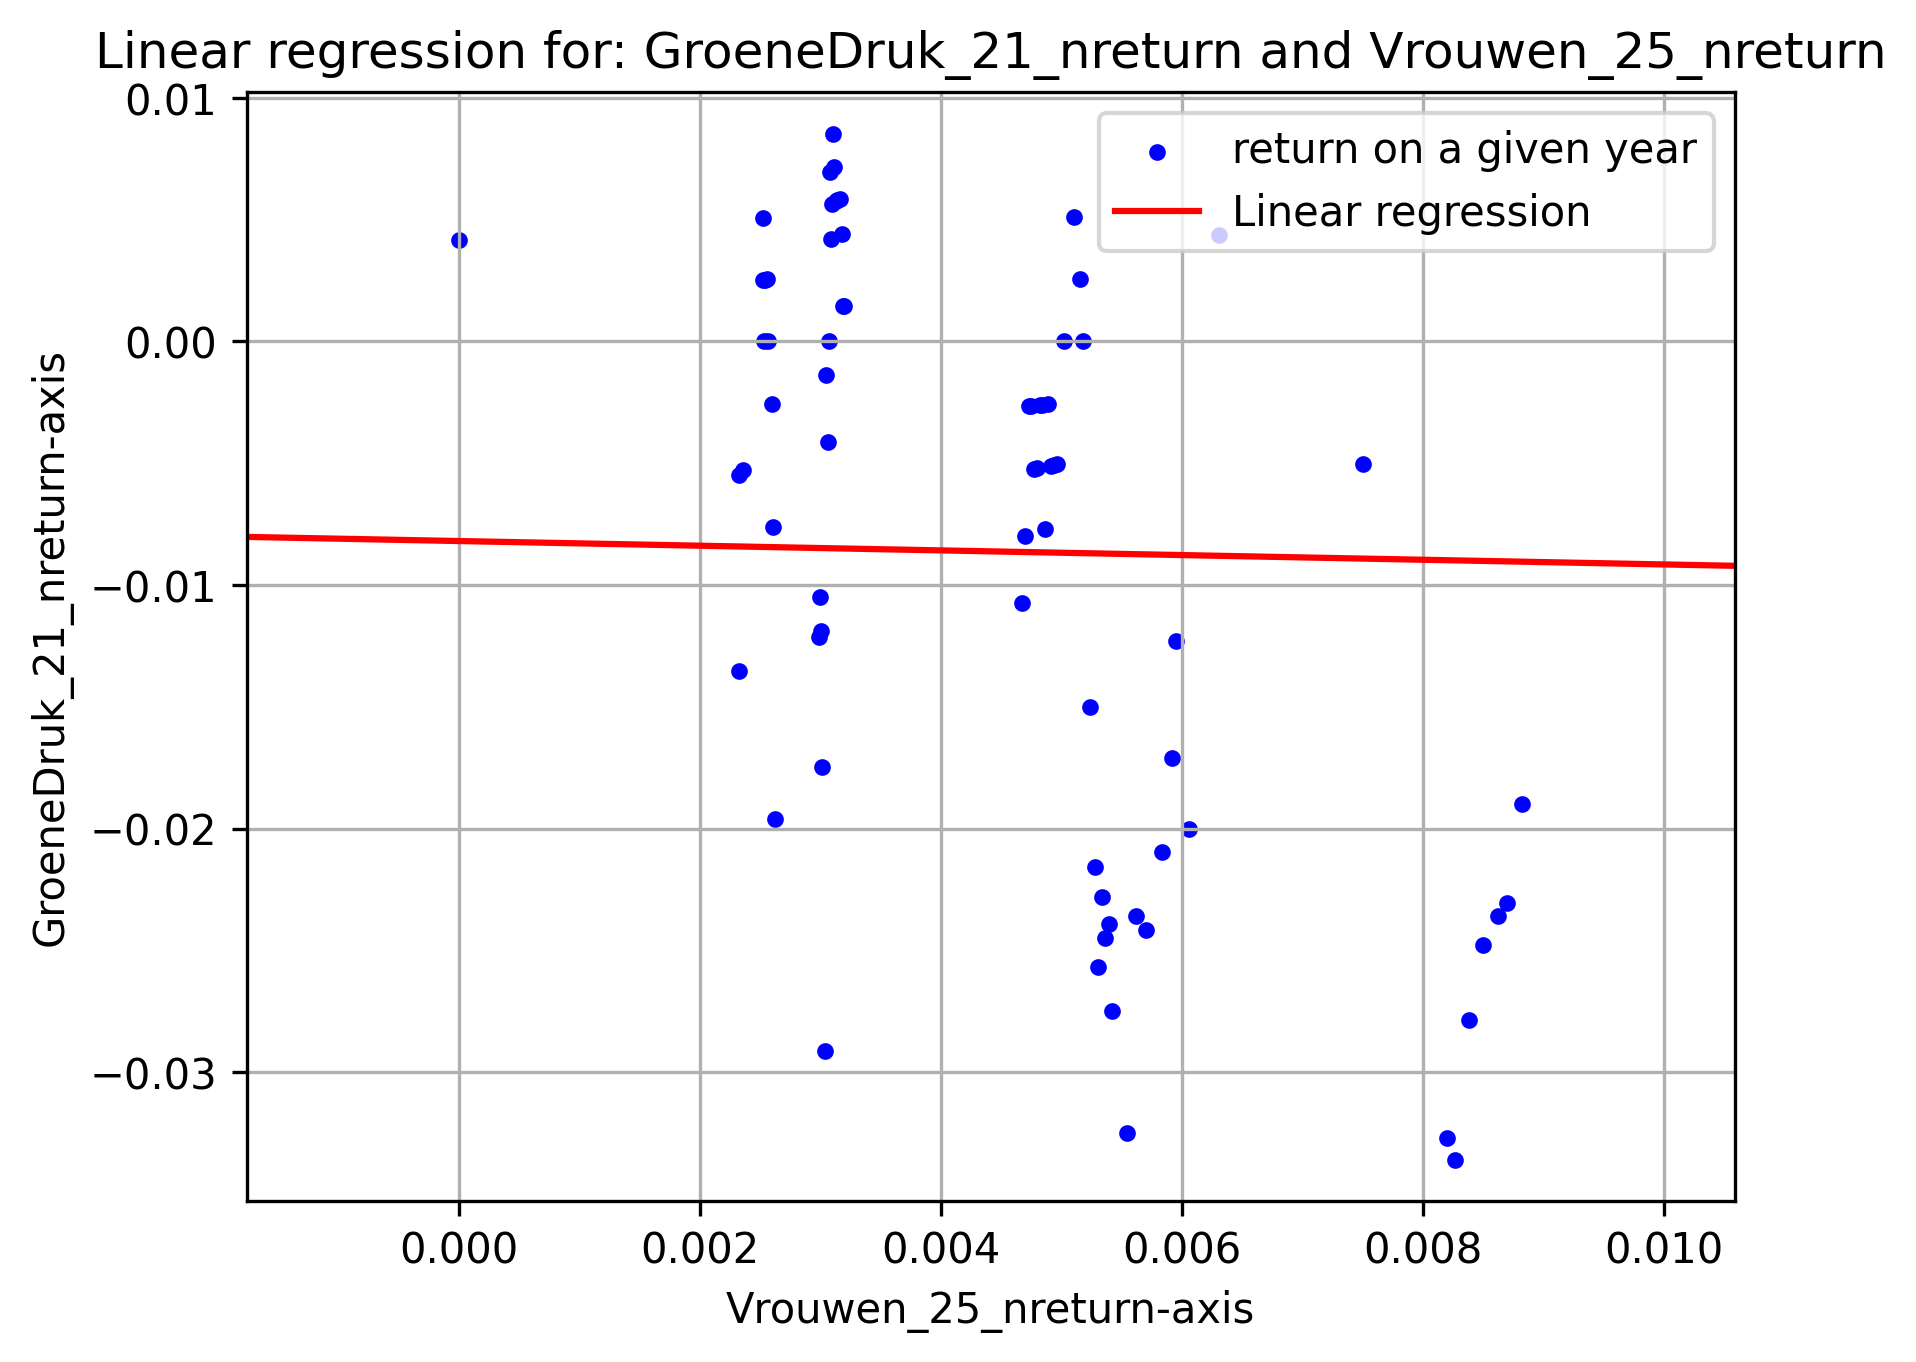 Linear regression for: GroeneDruk_21_nreturn and Vrouwen_25_nreturn
return on a given year
Linear regression
0.01
0.00
−0.01
−0.02
−0.03
GroeneDruk_21_nreturn-axis
0.000 0.002 0.004 0.006 0.008 0.010
Vrouwen_25_nreturn-axis